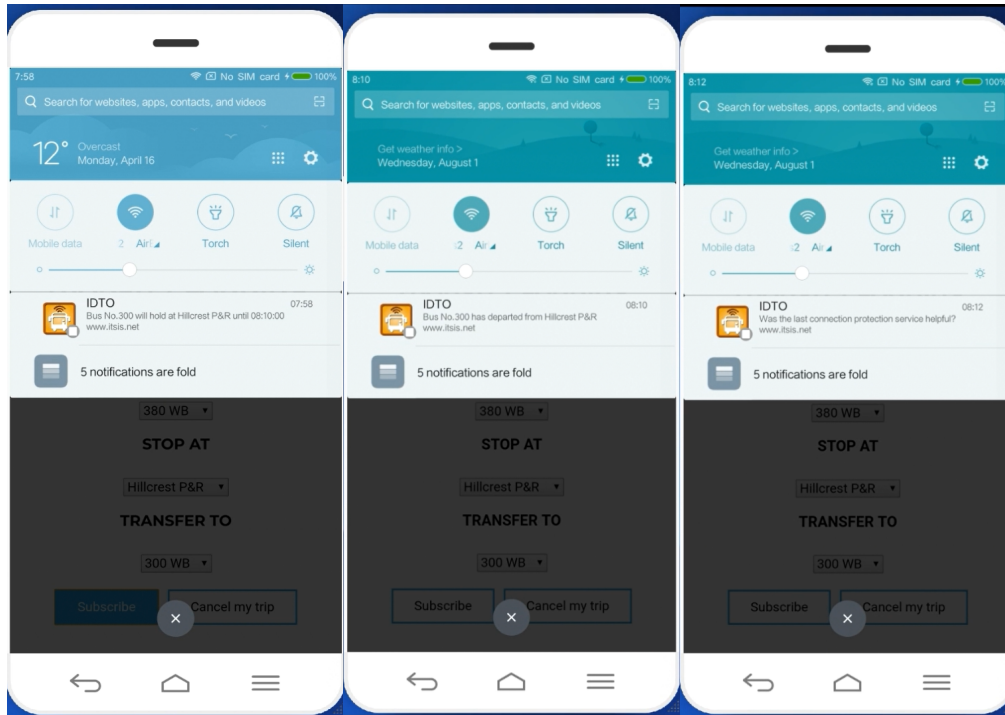 7:58
No SIM card 100%
Search for websites, apps, contacts, and videos
12°
Overcast
Monday, April 16
Mobile data
2 Air
Torch
Silent
IDTO
07:58
Bus No.300 will hold at Hillcrest P&R until 08:10:00
www.itsis.net
5 notifications are fold
380 WB
STOP AT
Hillcrest P&R
TRANSFER TO
300 WB
Subscribe
Cancel my trip
8:10
No SIM card 100%
Search for websites, apps, contacts, and videos
Get weather info >
Wednesday, August 1
Mobile data
2 Air
Torch
Silent
IDTO
08:10
Bus No.300 has departed from Hillcrest P&R
www.itsis.net
5 notifications are fold
380 WB
STOP AT
Hillcrest P&R
TRANSFER TO
300 WB
Subscribe
Cancel my trip
8:12
No SIM card 100%
Search for websites, apps, contacts, and videos
Get weather info >
Wednesday, August 1
Mobile data
2 Air
Torch
Silent
IDTO
08:12
Was the last connection protection service helpful?
www.itsis.net
5 notifications are fold
380 WB
STOP AT
Hillcrest P&R
TRANSFER TO
300 WB
Subscribe
Cancel my trip